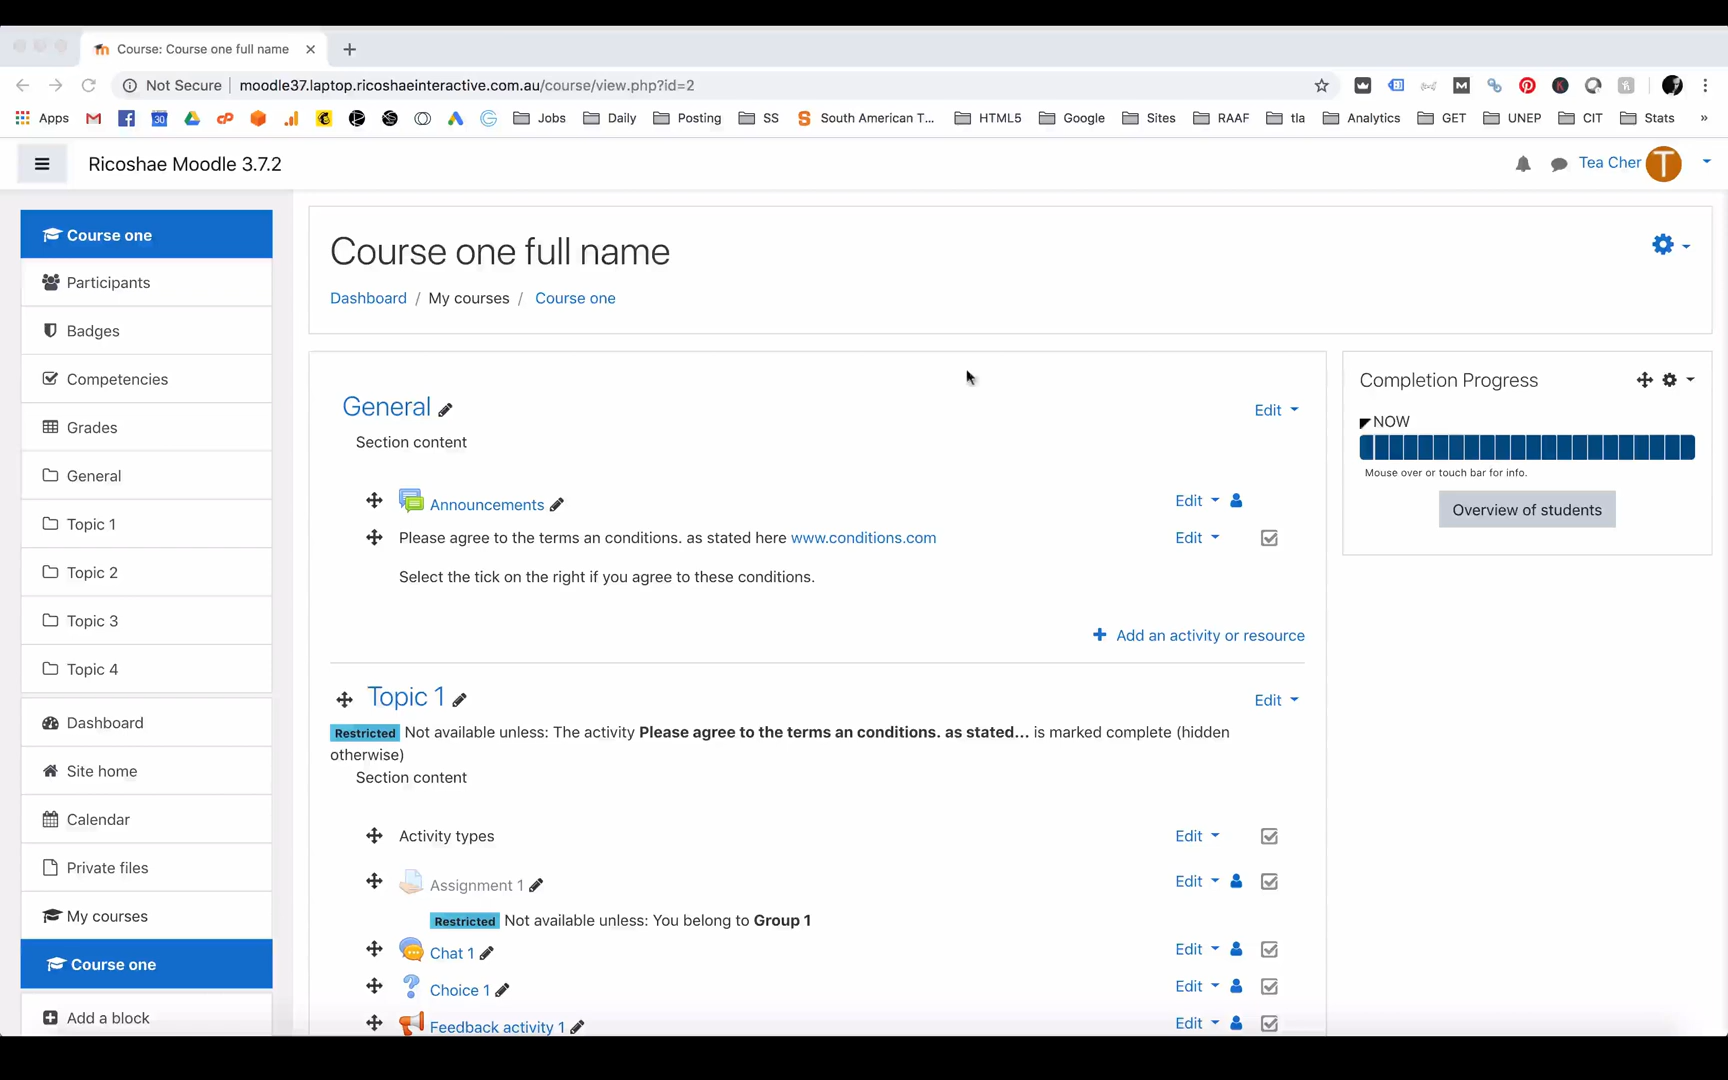 Course: Course one full name
Not Secure | moodle37.laptop.ricoshaeinteractive.com.au/course/view.php?id=2
Apps
30
Jobs
Daily
Posting
SS
South American T...
HTML5
Google
Sites
RAAF
tla
Analytics
GET
UNEP
CIT
Stats
»
Ricoshae Moodle 3.7.2
Tea Cher
T
Course one
Participants
Badges
Competencies
Grades
General
Topic 1
Topic 2
Topic 3
Topic 4
Dashboard
Site home
Calendar
Private files
My courses
Course one
Add a block
Course one full name
Dashboard / My courses / Course one
General
Edit
Section content
Announcements
Edit
Please agree to the terms an conditions. as stated here www.conditions.com
Edit
Select the tick on the right if you agree to these conditions.
Add an activity or resource
Topic 1
Edit
Restricted Not available unless: The activity Please agree to the terms an conditions. as stated... is marked complete (hidden
otherwise)
Section content
Activity types
Edit
Assignment 1
Edit
Restricted Not available unless: You belong to Group 1
Chat 1
Edit
Choice 1
Edit
Feedback activity 1
Edit
Completion Progress
NOW
Mouse over or touch bar for info.
Overview of students